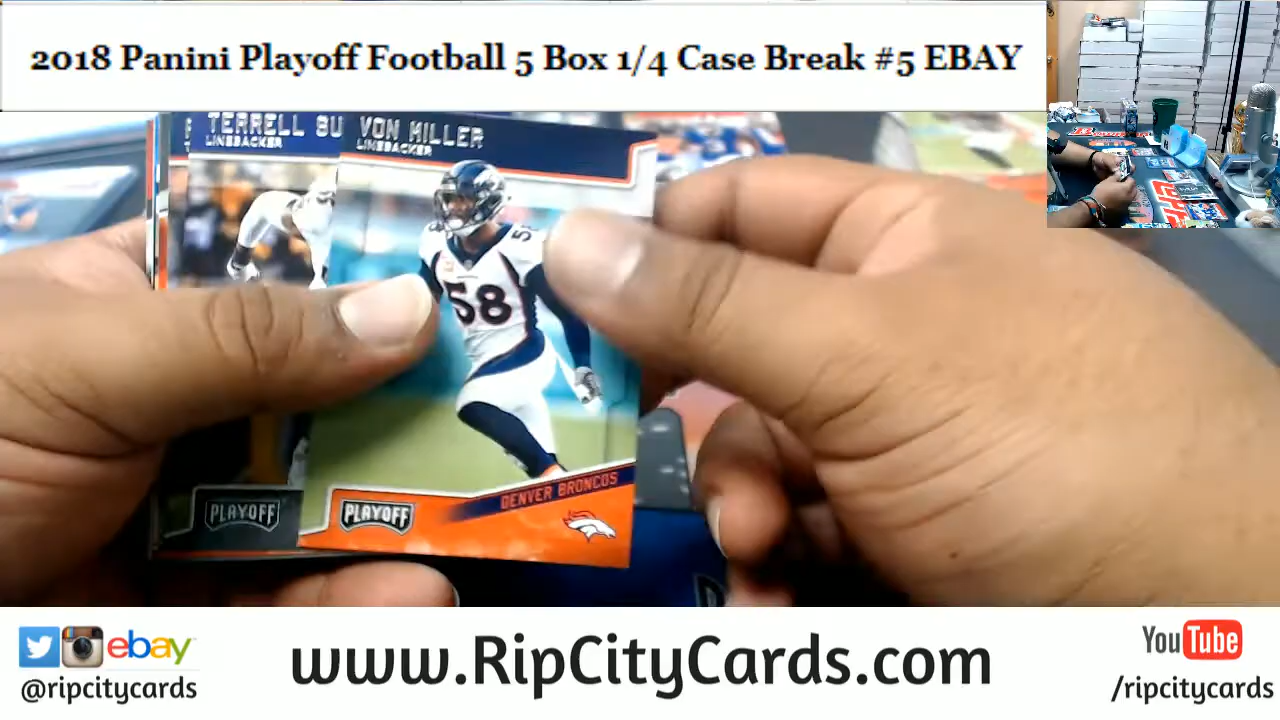 2018 Panini Playoff Football 5 Box 1/4 Case Break #5 EBAY
TERRELL SU
LINEBACKER
VON MILLER
LINEBACKER
58
58
DENVER BRONCOS
PLAYOFF
PLAYOFF
ebay
@ripcitycards
www.RipCityCards.com
YouTube
/ripcitycards